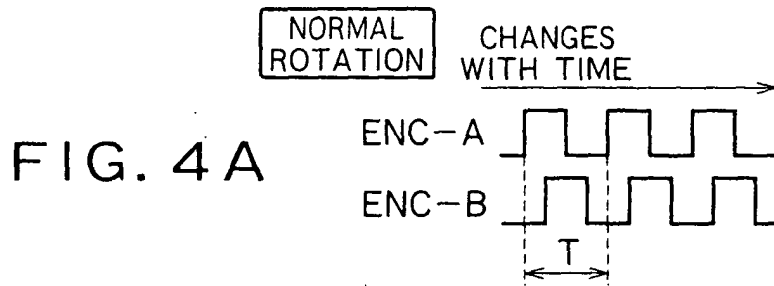 NORMAL
ROTATION
CHANGES
WITH TIME
ENC-A
FIG. 4A
ENC-B
T